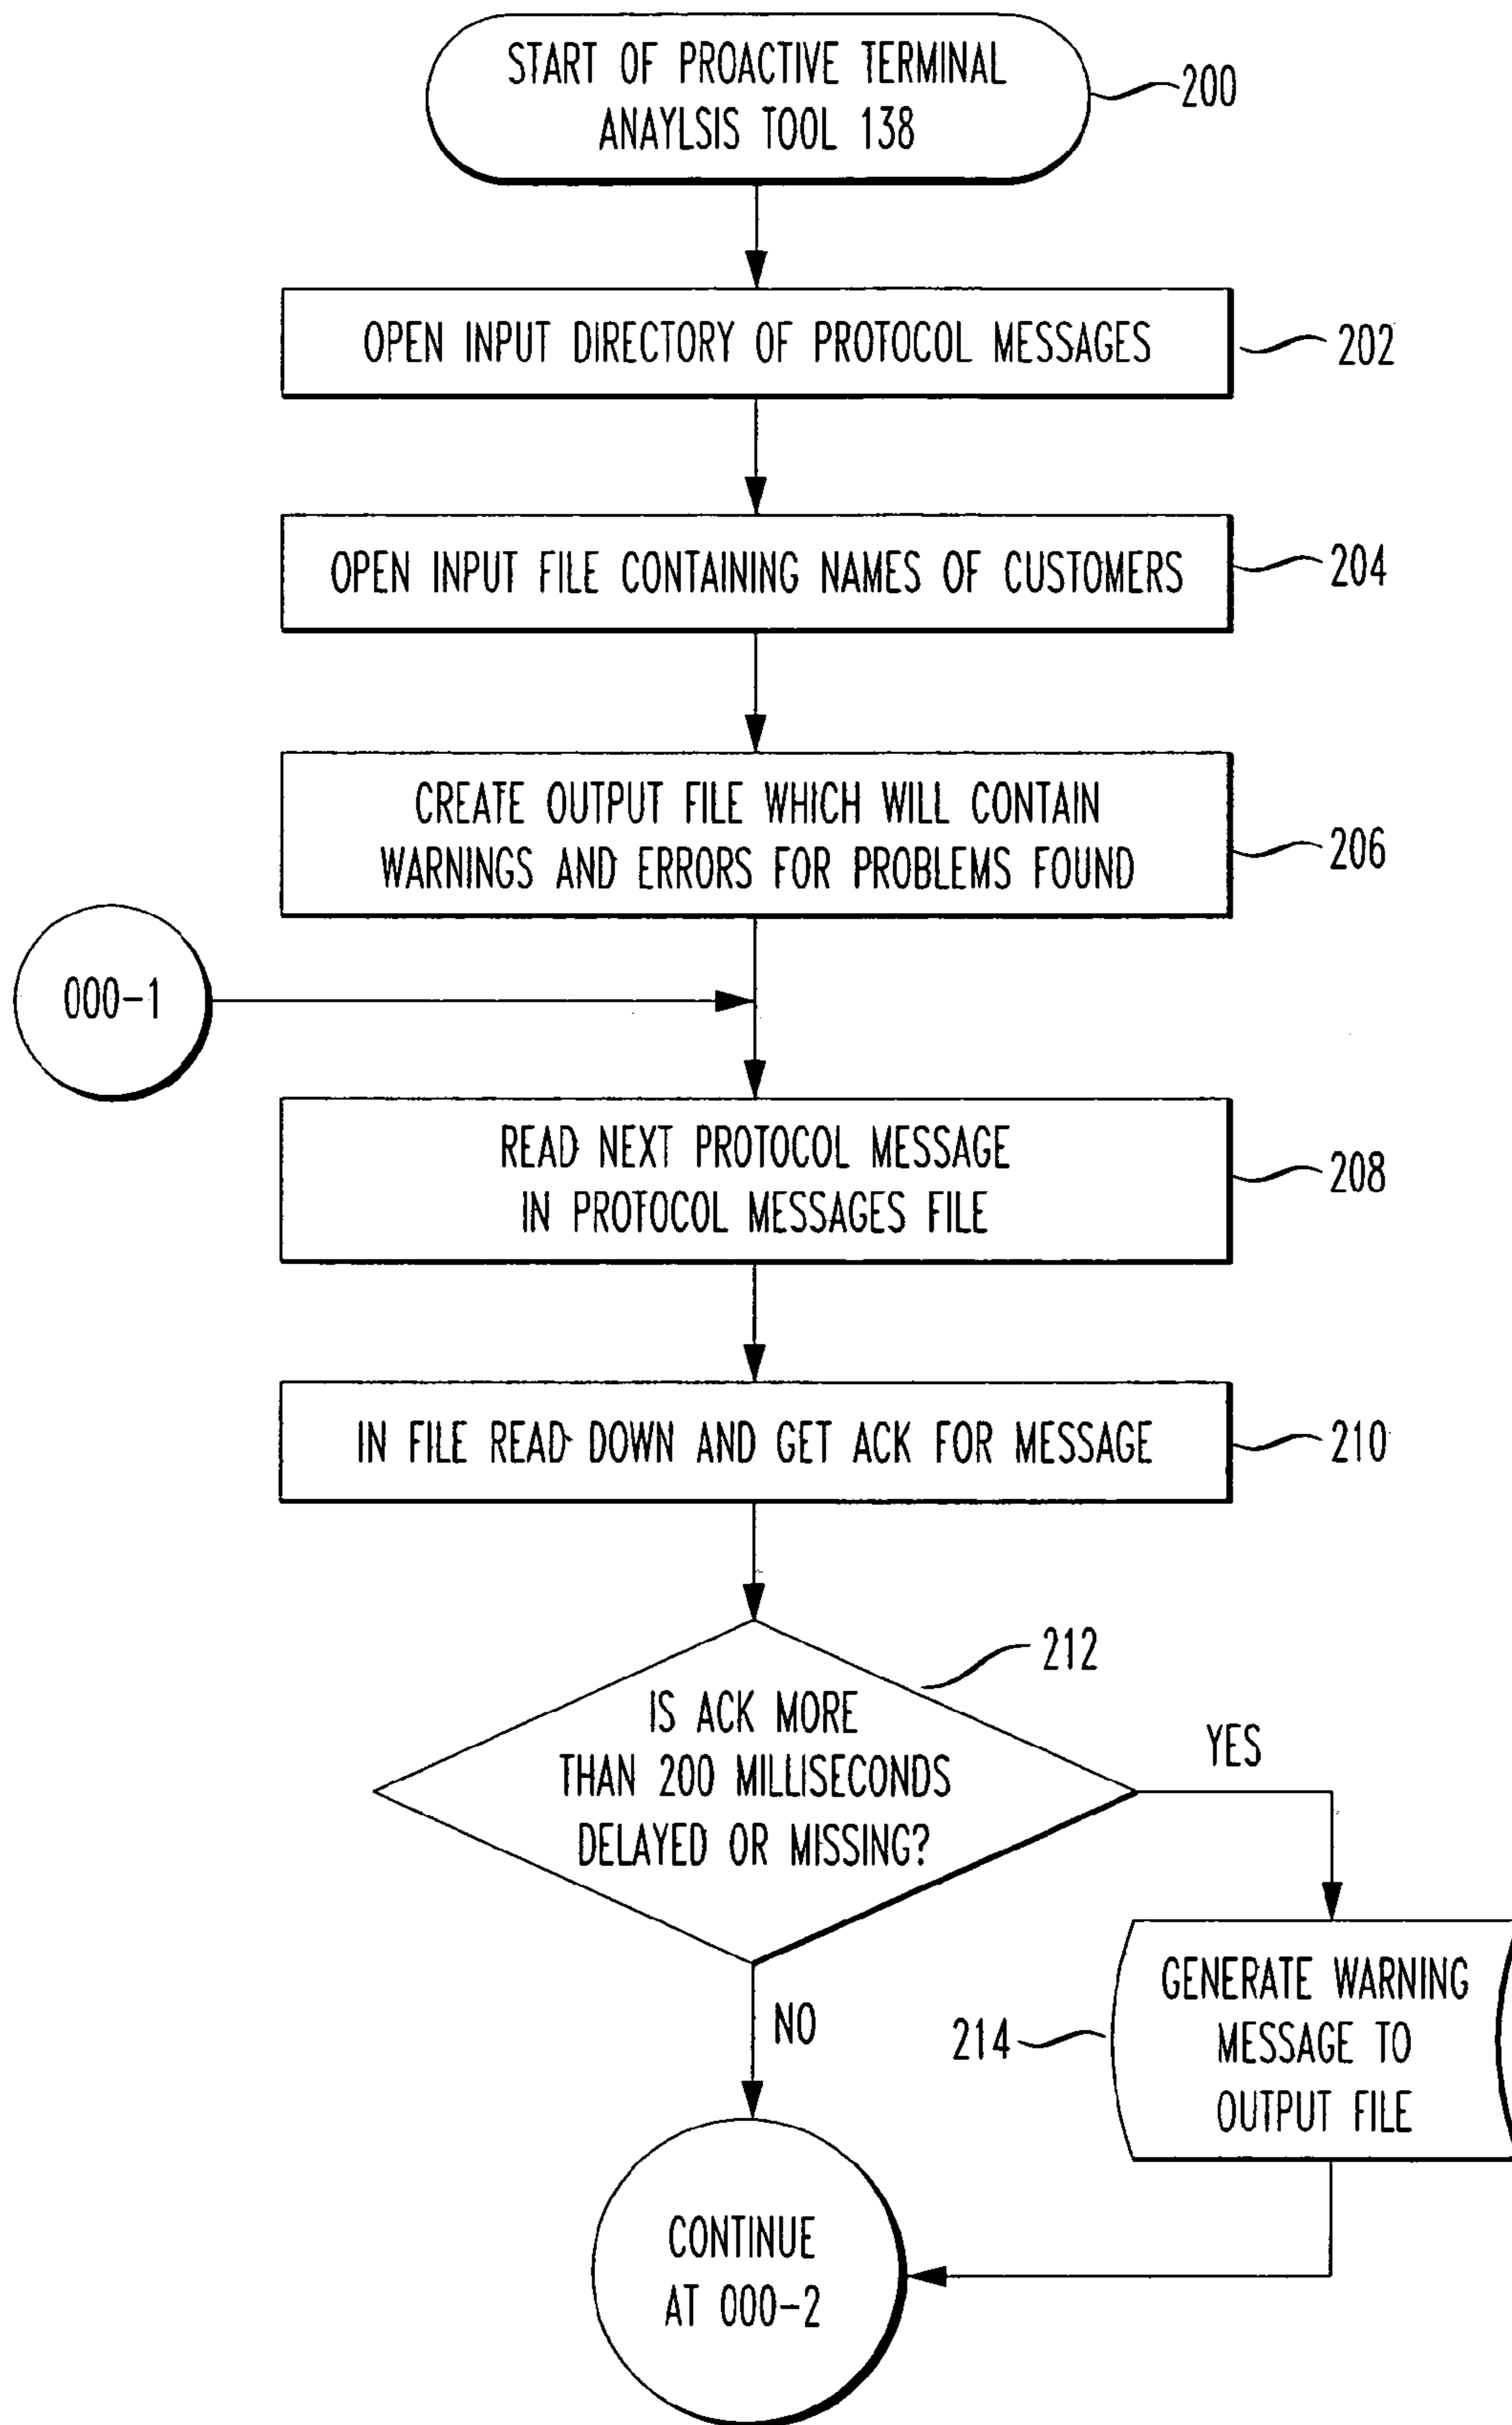 START OF PROACTIVE TERMINAL
ANAYLSIS TOOL 138
200
OPEN INPUT DIRECTORY OF PROTOCOL MESSAGES
202
OPEN INPUT FILE CONTAINING NAMES OF CUSTOMERS
204
CREATE OUTPUT FILE WHICH WILL CONTAIN
WARNINGS AND ERRORS FOR PROBLEMS FOUND
206
000-1
READ NEXT PROTOCOL MESSAGE
IN PROTOCOL MESSAGES FILE
208
IN FILE READ DOWN AND GET ACK FOR MESSAGE
210
212
IS ACK MORE
THAN 200 MILLISECONDS
DELAYED OR MISSING?
YES
NO
GENERATE WARNING
MESSAGE TO
OUTPUT FILE
214
CONTINUE
AT 000-2